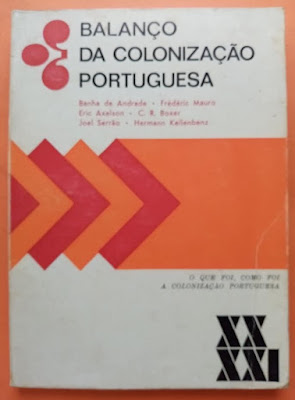 BALANÇO
DA COLONIZAÇÃO
PORTUGUESA
Banha de Andrade • Frédéric Mauro
Eric Axelson • C. R. Boxer
Joel Serrão • Hermann Kellenbenz
O QUE FOI, COMO FOI
A COLONIZAÇÃO PORTUGUESA
XX
XXI